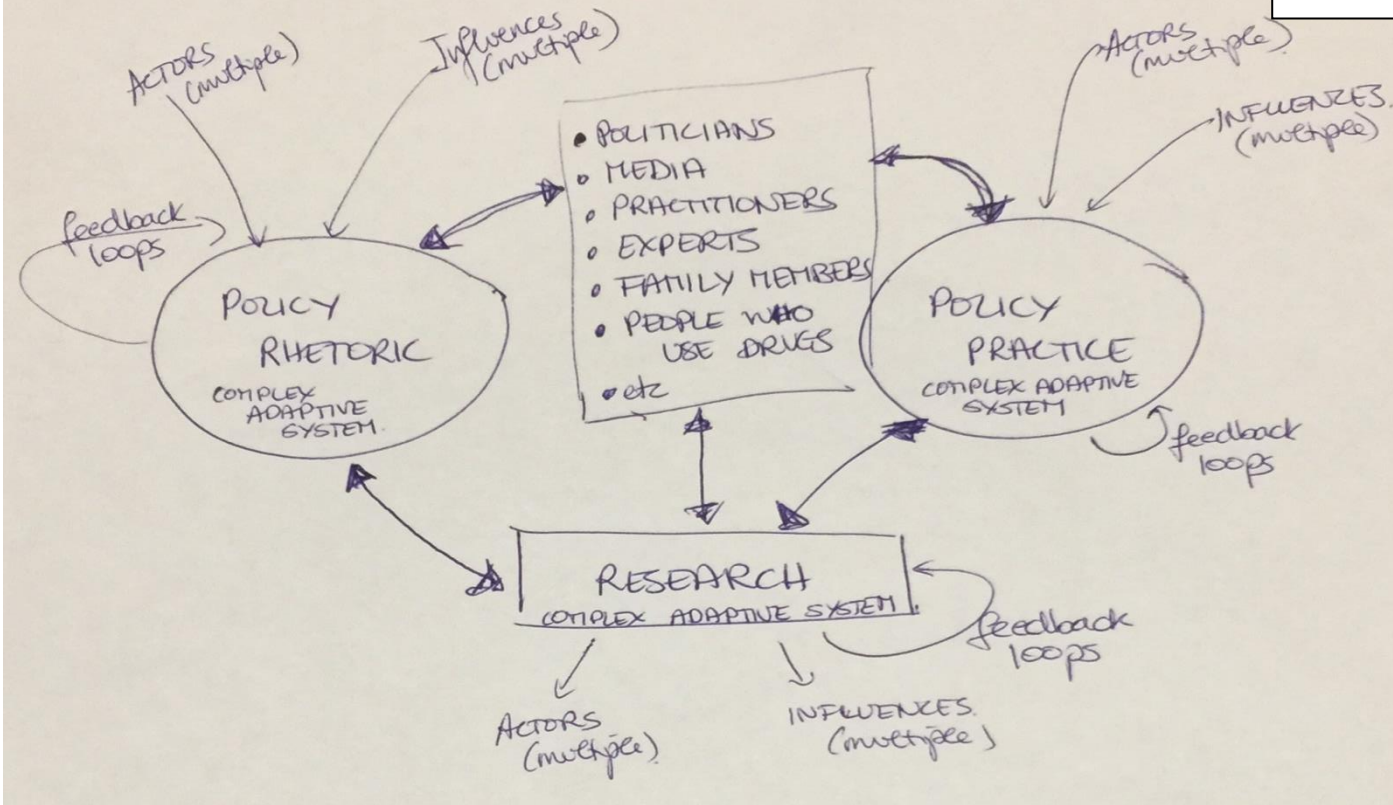 ACTORS
(multiple)
Influences
(multiple)
feedback
loops
POLICY
RHETORIC
COMPLEX
ADAPTIVE
SYSTEM.
• POLITICIANS
• MEDIA
• PRACTITIONERS
• EXPERTS
• FAMILY MEMBERS
• PEOPLE WHO
USE DRUGS
• etc
ACTORS
(multiple)
INFLUENCES.
(multiple)
POLICY
PRACTICE
COMPLEX ADAPTIVE
SYSTEM
feedback
loops
RESEARCH
COMPLEX ADAPTIVE SYSTEM
feedback
loops
ACTORS
(multiple)
INFLUENCES.
(multiple)